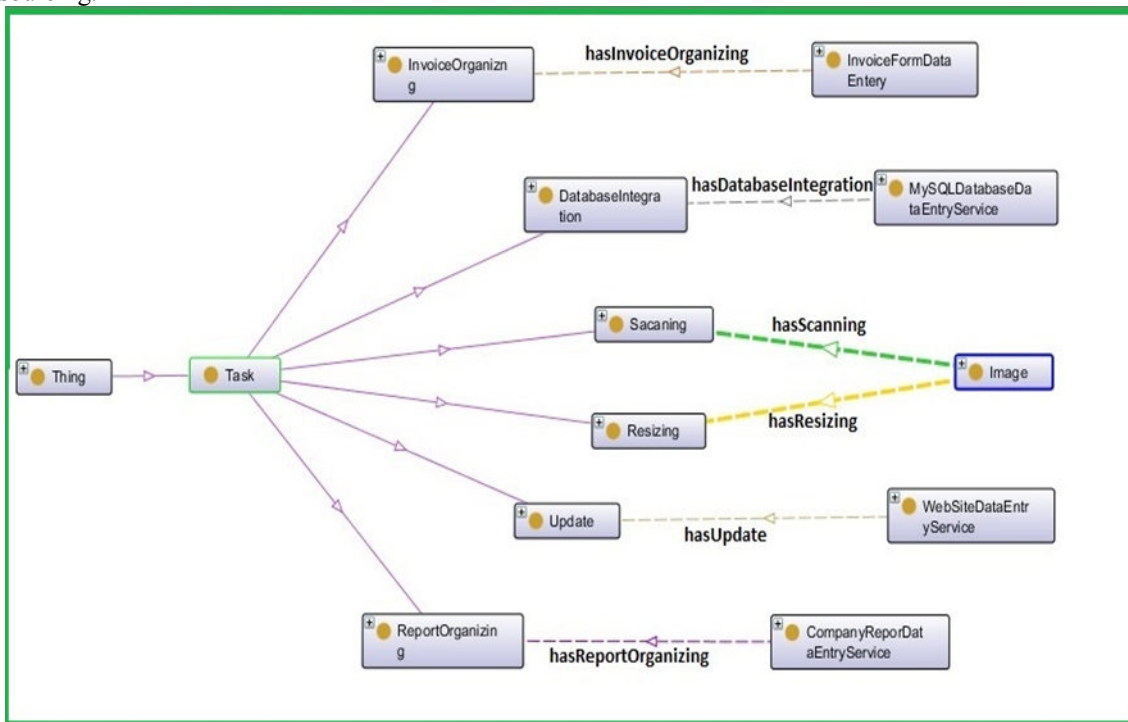 InvoiceOrganizn
g
hasInvoiceOrganizing
InvoiceFormData
Entery
DatabaseIntegra
tion
hasDatabaseIntegration
MySQLDatabaseDa
taEntryService
Sacaning
hasScanning
Thing
Task
Image
Resizing
hasResizing
Update
hasUpdate
WebSiteDataEntr
yService
ReportOrganizin
g
hasReportOrganizing
CompanyReporDat
aEntryService